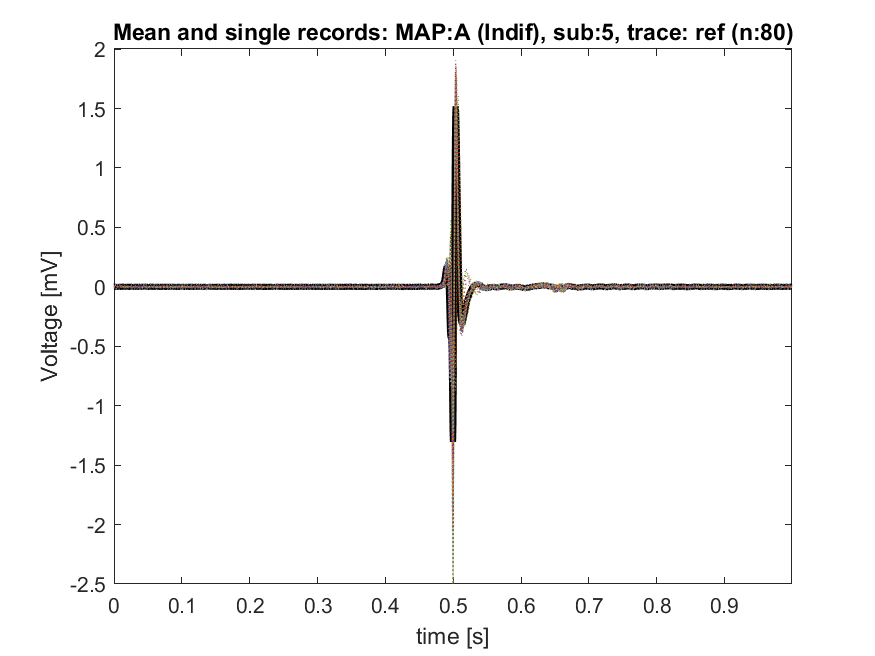 Mean and single records: MAP:A (Indif), sub:5, trace: ref (n:80)
2
1.5
1
0.5
0
-0.5
-1
-1.5
-2
-2.5
Voltage [mV]
0 0.1 0.2 0.3 0.4 0.5 0.6 0.7 0.8 0.9
time [s]